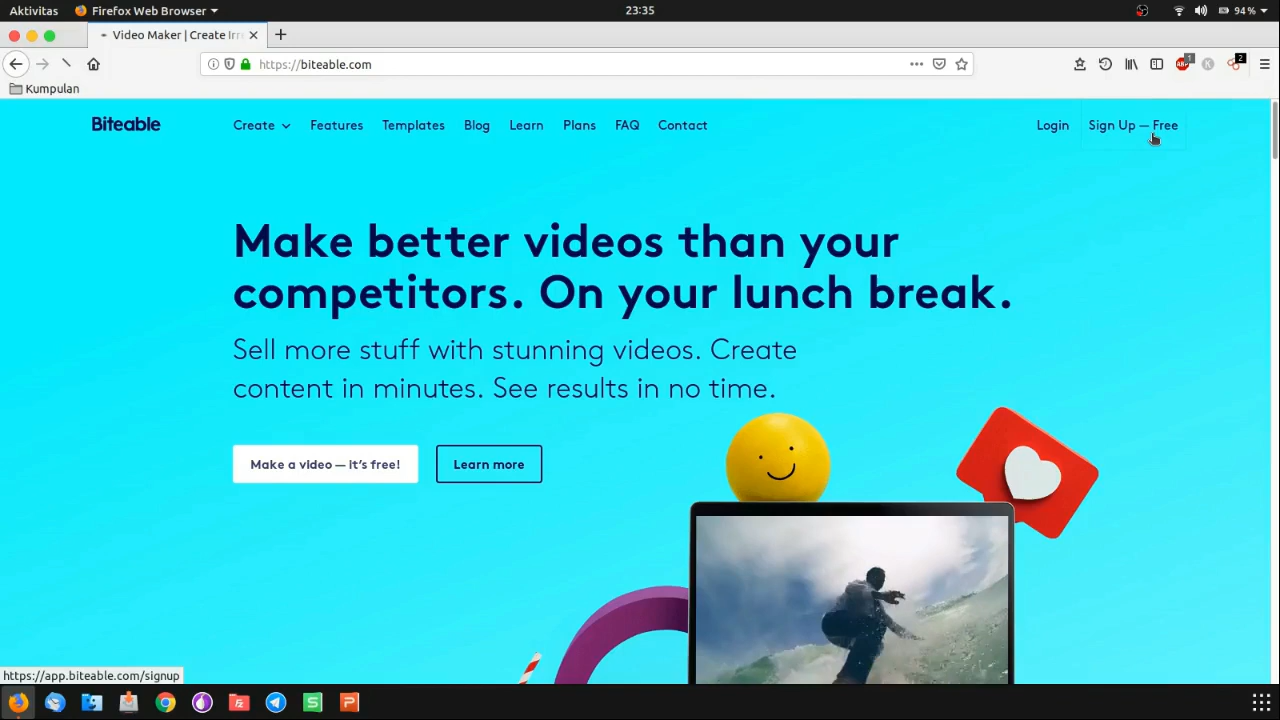 Aktivitas
Firefox Web Browser
23:35
94 %
Video Maker | Create Irr
https://biteable.com
1
2
Kumpulan
Biteable
Create
Features
Templates
Blog
Learn
Plans
FAQ
Contact
Login
Sign Up — Free
Make better videos than your
competitors. On your lunch break.
Sell more stuff with stunning videos. Create
content in minutes. See results in no time.
Make a video — it's free!
Learn more
https://app.biteable.com/signup